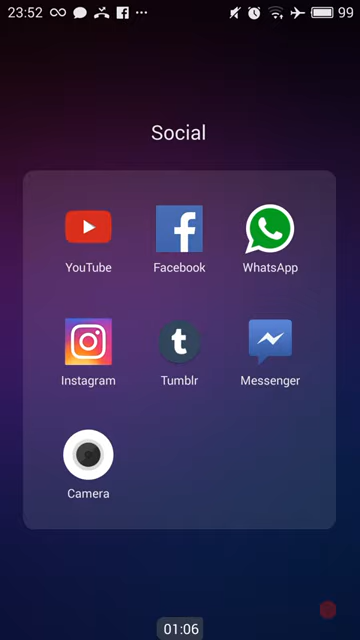 23:52
99
Social
YouTube
Facebook
WhatsApp
Instagram
Tumblr
Messenger
Camera
01:06